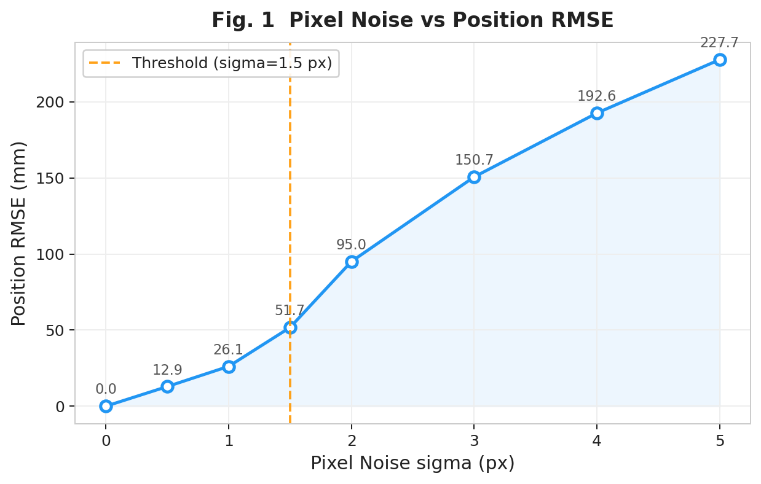 Fig. 1  Pixel Noise vs Position RMSE
Threshold (sigma=1.5 px)
Position RMSE (mm)
200
150
100
50
0
0.0
12.9
26.1
51.7
95.0
150.7
192.6
227.7
0 1 2 3 4 5
Pixel Noise sigma (px)